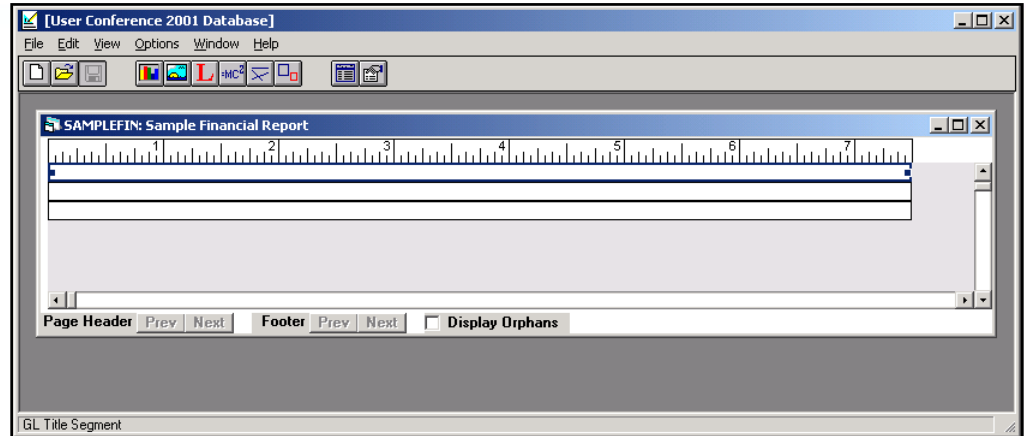 [User Conference 2001 Database]
File Edit View Options Window Help
L =MC²
SAMPLEFIN: Sample Financial Report
1 2 3 4 5 6 7
Page Header Prev Next Footer Prev Next Display Orphans
GL Title Segment